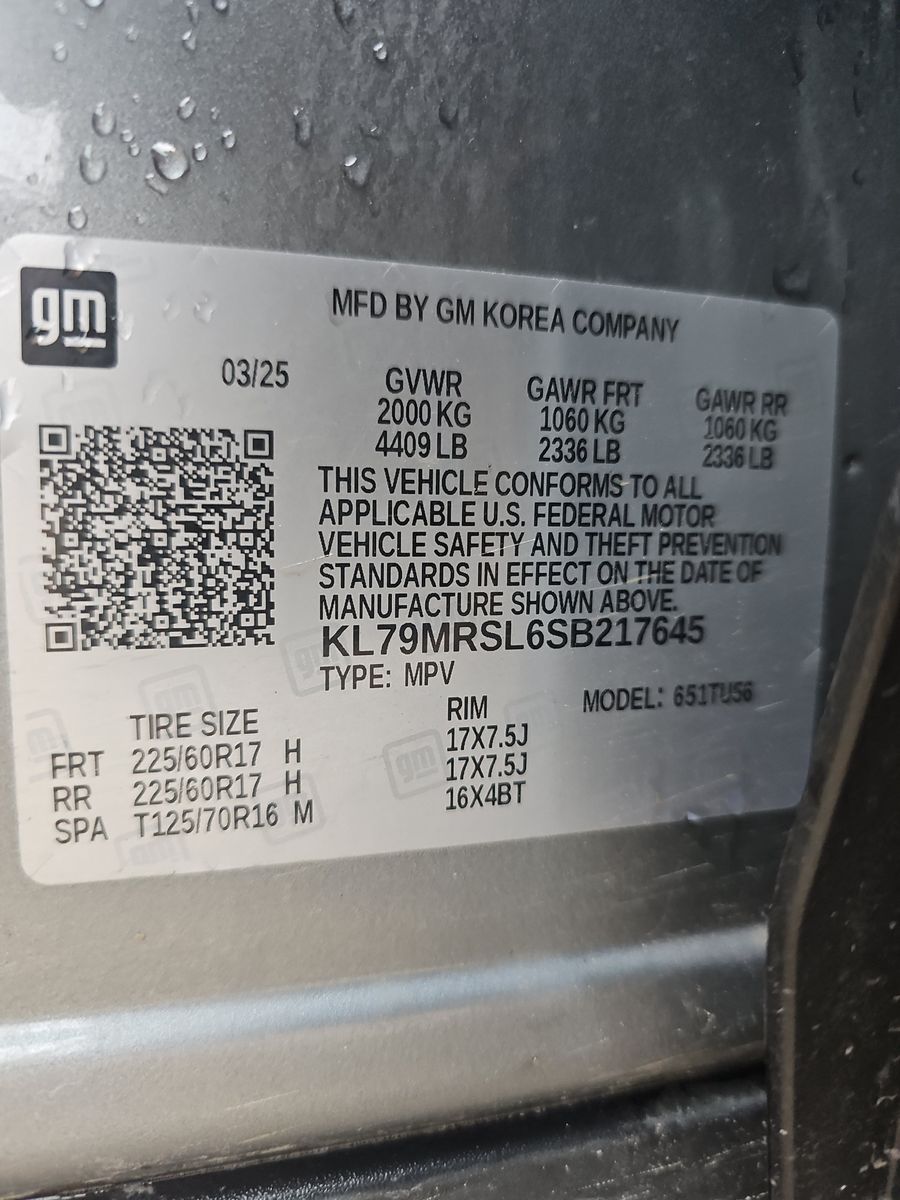 gm
MFD BY GM KOREA COMPANY
03/25
GVWR GAWR FRT GAWR RR
2000 KG 1060 KG 1060 KG
4409 LB 2336 LB 2336 LB
THIS VEHICLE CONFORMS TO ALL
APPLICABLE U.S. FEDERAL MOTOR
VEHICLE SAFETY AND THEFT PREVENTION
STANDARDS IN EFFECT ON THE DATE OF
MANUFACTURE SHOWN ABOVE.
KL79MRSL6SB217645
TYPE: MPV MODEL: 651TUS6
TIRE SIZE RIM
FRT 225/60R17 H 17X7.5J
RR 225/60R17 H 17X7.5J
SPA T125/70R16 M 16X4BT
gm